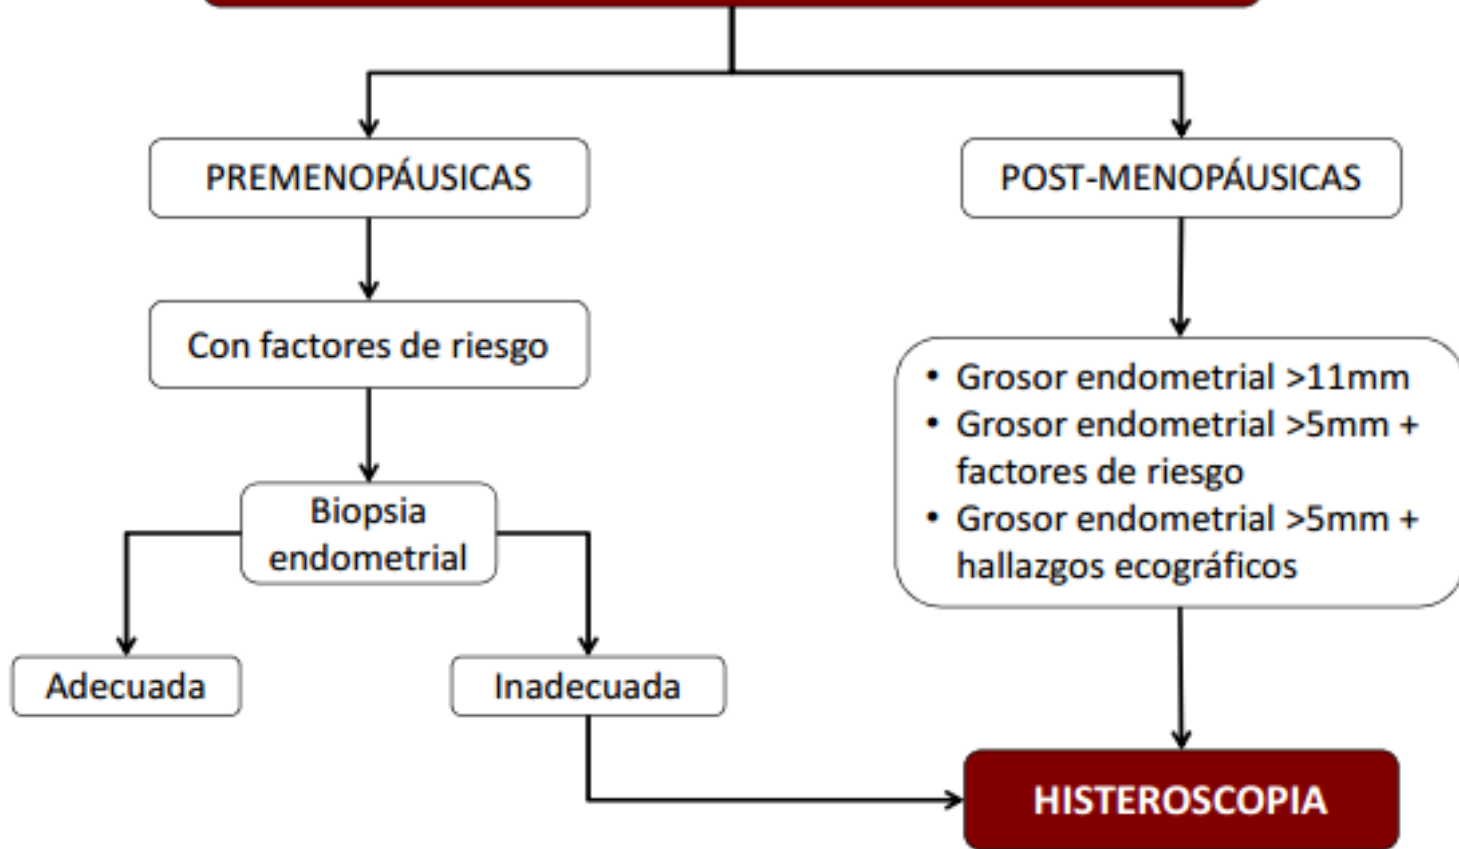 PREMENOPÁUSICAS
POST-MENOPÁUSICAS
Con factores de riesgo
• Grosor endometrial >11mm
• Grosor endometrial >5mm +
factores de riesgo
• Grosor endometrial >5mm +
hallazgos ecográficos
Biopsia
endometrial
Adecuada
Inadecuada
HISTEROSCOPIA